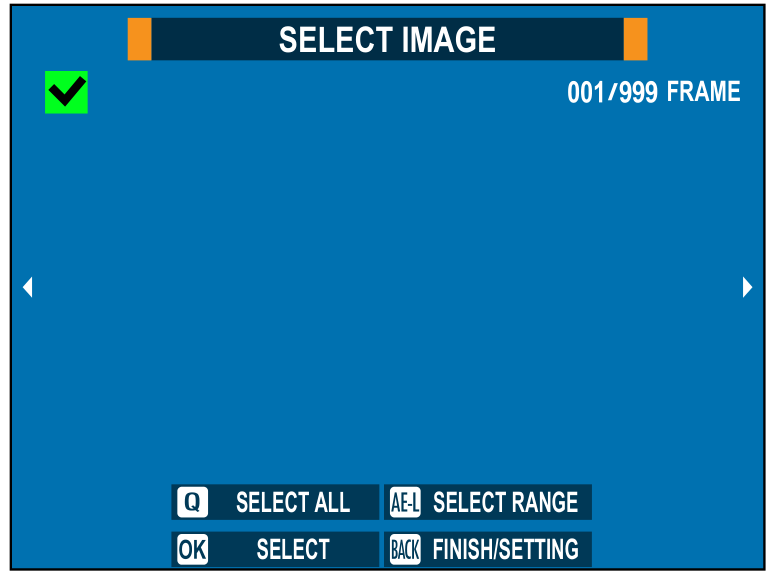 SELECT IMAGE
001/999 FRAME
Q SELECT ALL AE-L SELECT RANGE
OK SELECT BACK FINISH/SETTING